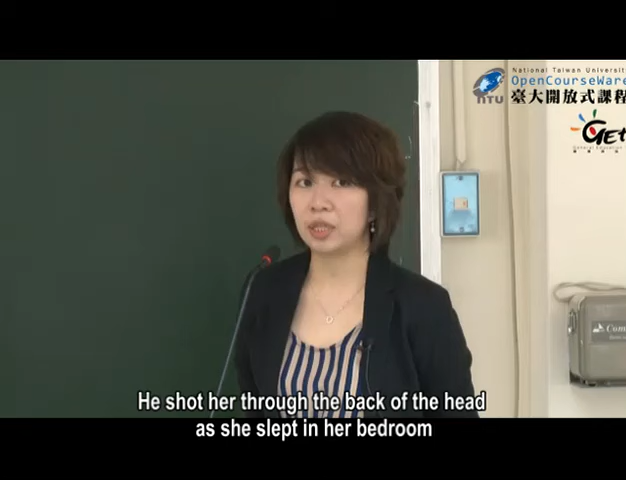 National Taiwan University
OpenCourseWare
NTU
臺大開放式課程
GEt
He shot her through the back of the head
as she slept in her bedroom